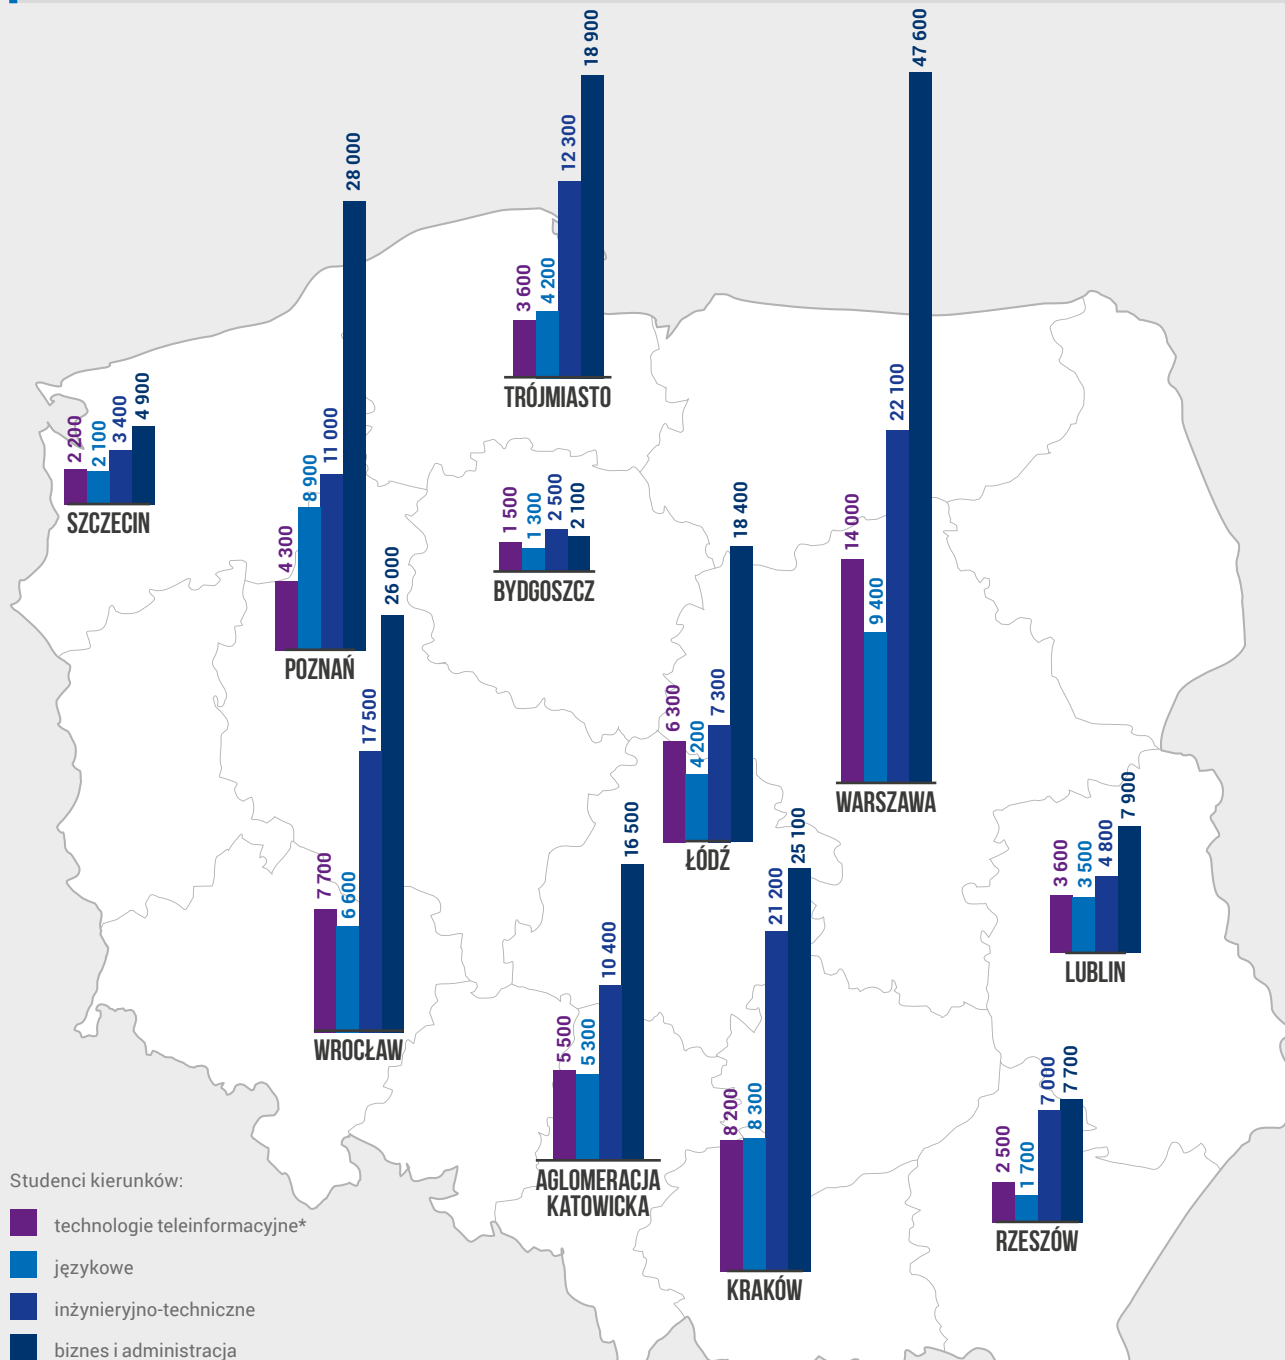 18 900
12 300
4 200
3 600
TRÓJMIASTO
47 600
22 100
14 000
9 400
WARSZAWA
28 000
11 000
8 900
4 300
POZNAŃ
2 200
2 100
3 400
4 900
SZCZECIN
1 500
1 300
2 500
2 100
BYDGOSZCZ
6 300
4 200
7 300
18 400
ŁÓDŹ
7 700
6 600
17 500
26 000
WROCŁAW
3 600
3 500
4 800
7 900
LUBLIN
5 500
5 300
10 400
16 500
AGLOMERACJA
KATOWICKA
8 200
8 300
21 200
25 100
KRAKÓW
2 500
1 700
7 000
7 700
RZESZÓW
Studenci kierunków:
technologie teleinformacyjne*
językowe
inżynieryjno-techniczne
biznes i administracja